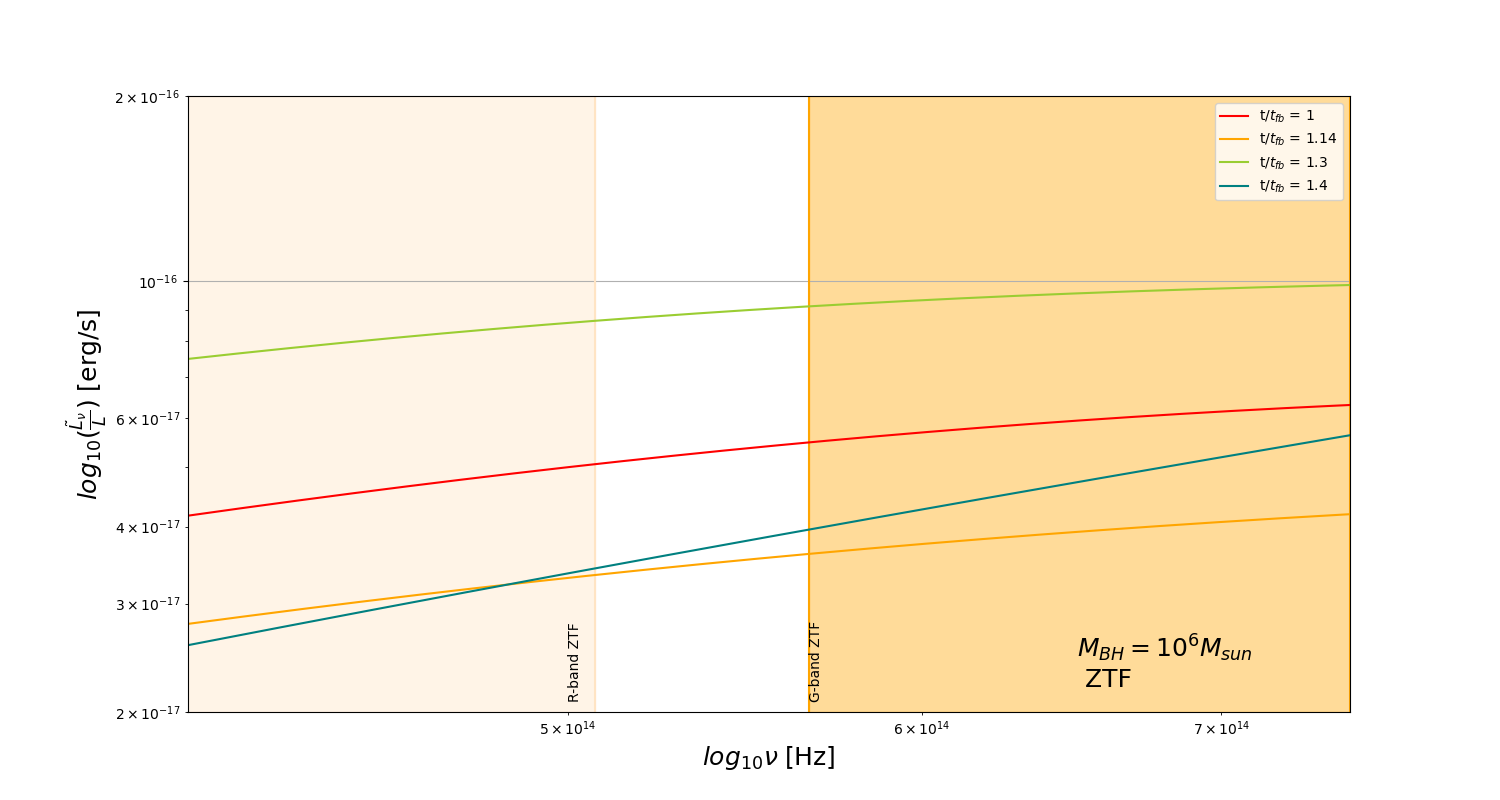 2 × 10⁻¹⁶
10⁻¹⁶
6 × 10⁻¹⁷
4 × 10⁻¹⁷
3 × 10⁻¹⁷
2 × 10⁻¹⁷
log₁₀(L̃ᵥ/L) [erg/s]
t/t_fb = 1
t/t_fb = 1.14
t/t_fb = 1.3
t/t_fb = 1.4
R-band ZTF
G-band ZTF
M_BH = 10⁶M_sun
ZTF
5 × 10¹⁴
6 × 10¹⁴
7 × 10¹⁴
log₁₀ν [Hz]